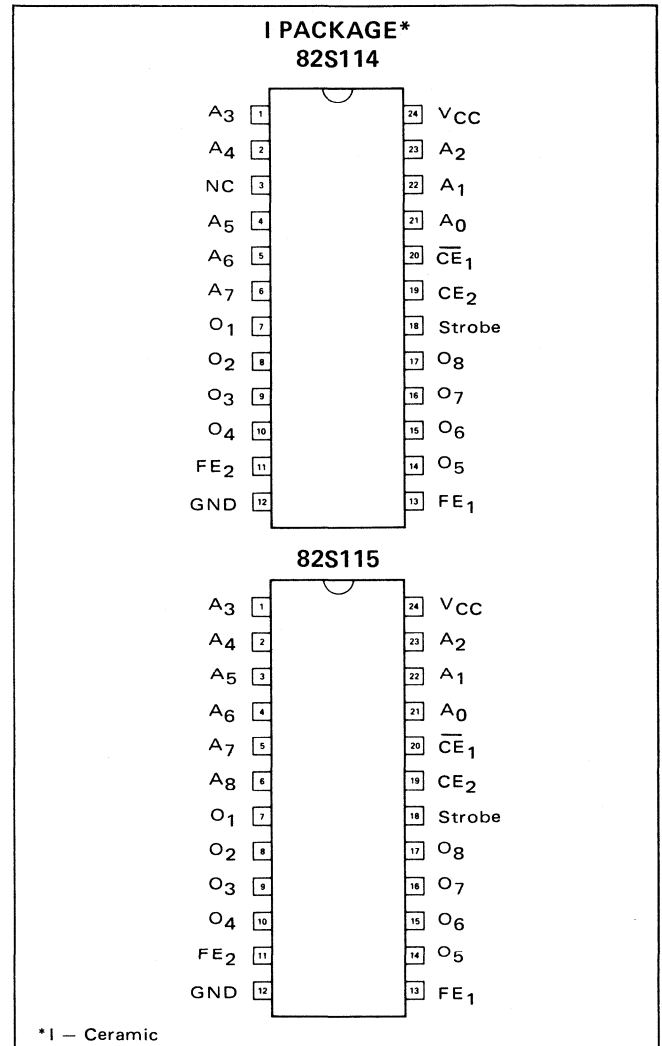 I PACKAGE*
82S114
A3 1 24 VCC
A4 2 23 A2
NC 3 22 A1
A5 4 21 A0
A6 5 20 C̅E̅1
A7 6 19 CE2
O1 7 18 Strobe
O2 8 17 O8
O3 9 16 O7
O4 10 15 O6
FE2 11 14 O5
GND 12 13 FE1
82S115
A3 1 24 VCC
A4 2 23 A2
A5 3 22 A1
A6 4 21 A0
A7 5 20 C̅E̅1
A8 6 19 CE2
O1 7 18 Strobe
O2 8 17 O8
O3 9 16 O7
O4 10 15 O6
FE2 11 14 O5
GND 12 13 FE1
*I – Ceramic